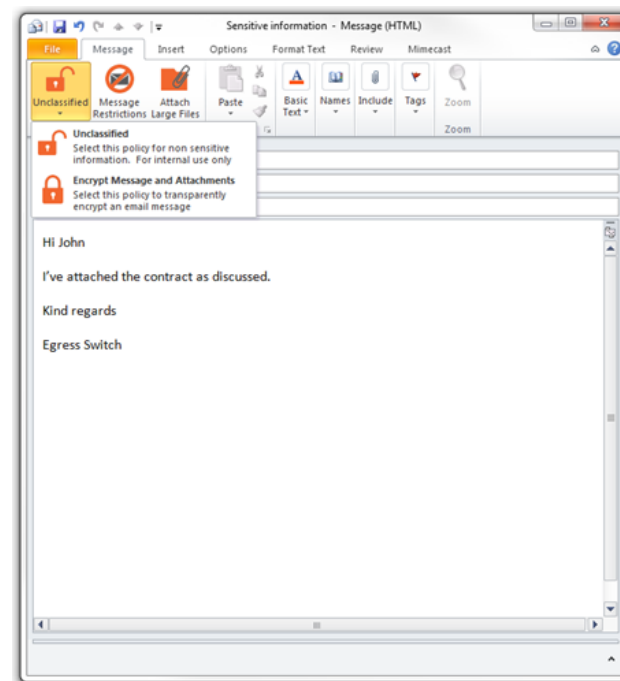 Sensitive information - Message (HTML)
File Message Insert Options Format Text Review Mimecast
Unclassified Message Restrictions Attach Large Files Paste Basic Text Names Include Tags Zoom
Zoom
Unclassified
Select this policy for non sensitive
information. For internal use only
Encrypt Message and Attachments
Select this policy to transparently
encrypt an email message
Hi John
I've attached the contract as discussed.
Kind regards
Egress Switch